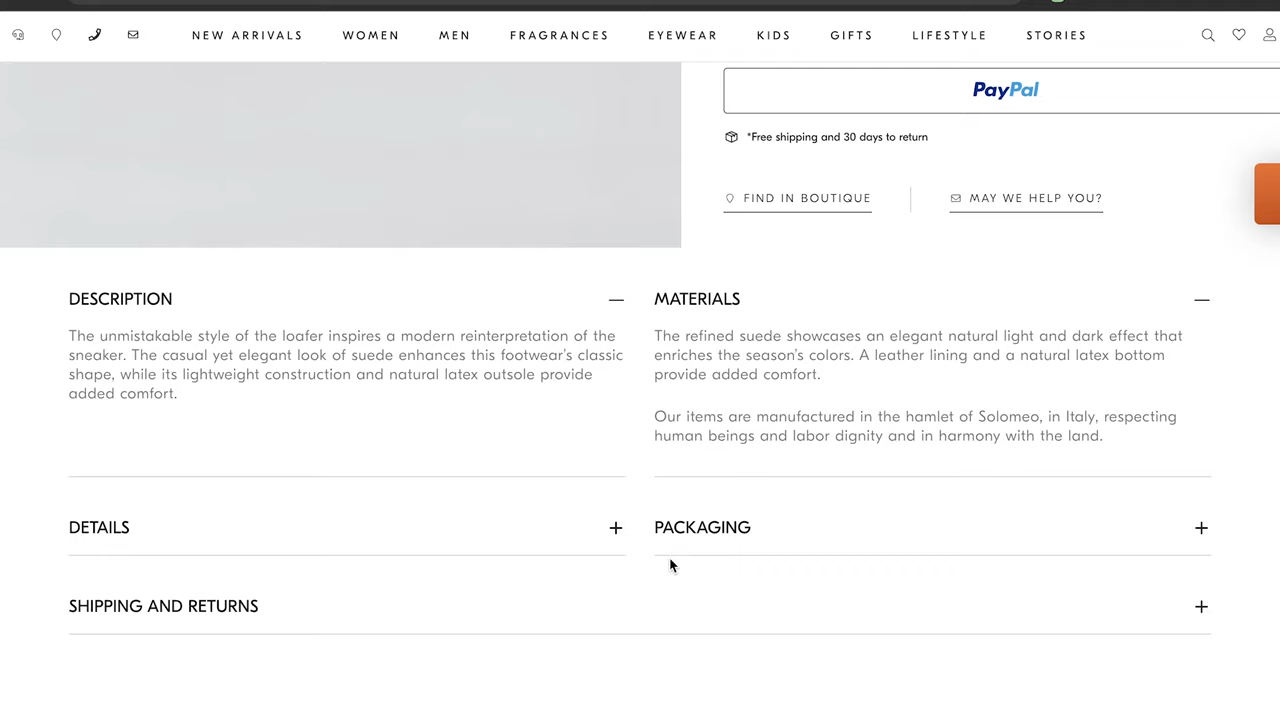 NEW ARRIVALS WOMEN MEN FRAGRANCES EYEWEAR KIDS GIFTS LIFESTYLE STORIES
PayPal
*Free shipping and 30 days to return
FIND IN BOUTIQUE
MAY WE HELP YOU?
DESCRIPTION
The unmistakable style of the loafer inspires a modern reinterpretation of the
sneaker. The casual yet elegant look of suede enhances this footwear's classic
shape, while its lightweight construction and natural latex outsole provide
added comfort.
MATERIALS
The refined suede showcases an elegant natural light and dark effect that
enriches the season's colors. A leather lining and a natural latex bottom
provide added comfort.
Our items are manufactured in the hamlet of Solomeo, in Italy, respecting
human beings and labor dignity and in harmony with the land.
DETAILS
PACKAGING
SHIPPING AND RETURNS